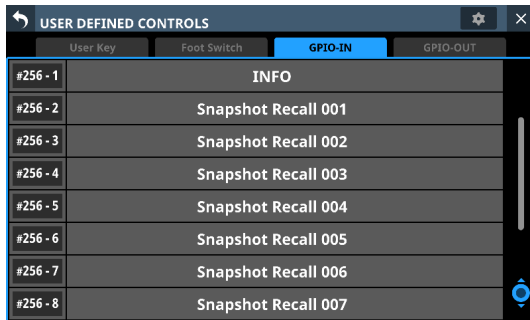 USER DEFINED CONTROLS
User Key Foot Switch GPIO-IN GPIO-OUT
#256 - 1 INFO
#256 - 2 Snapshot Recall 001
#256 - 3 Snapshot Recall 002
#256 - 4 Snapshot Recall 003
#256 - 5 Snapshot Recall 004
#256 - 6 Snapshot Recall 005
#256 - 7 Snapshot Recall 006
#256 - 8 Snapshot Recall 007